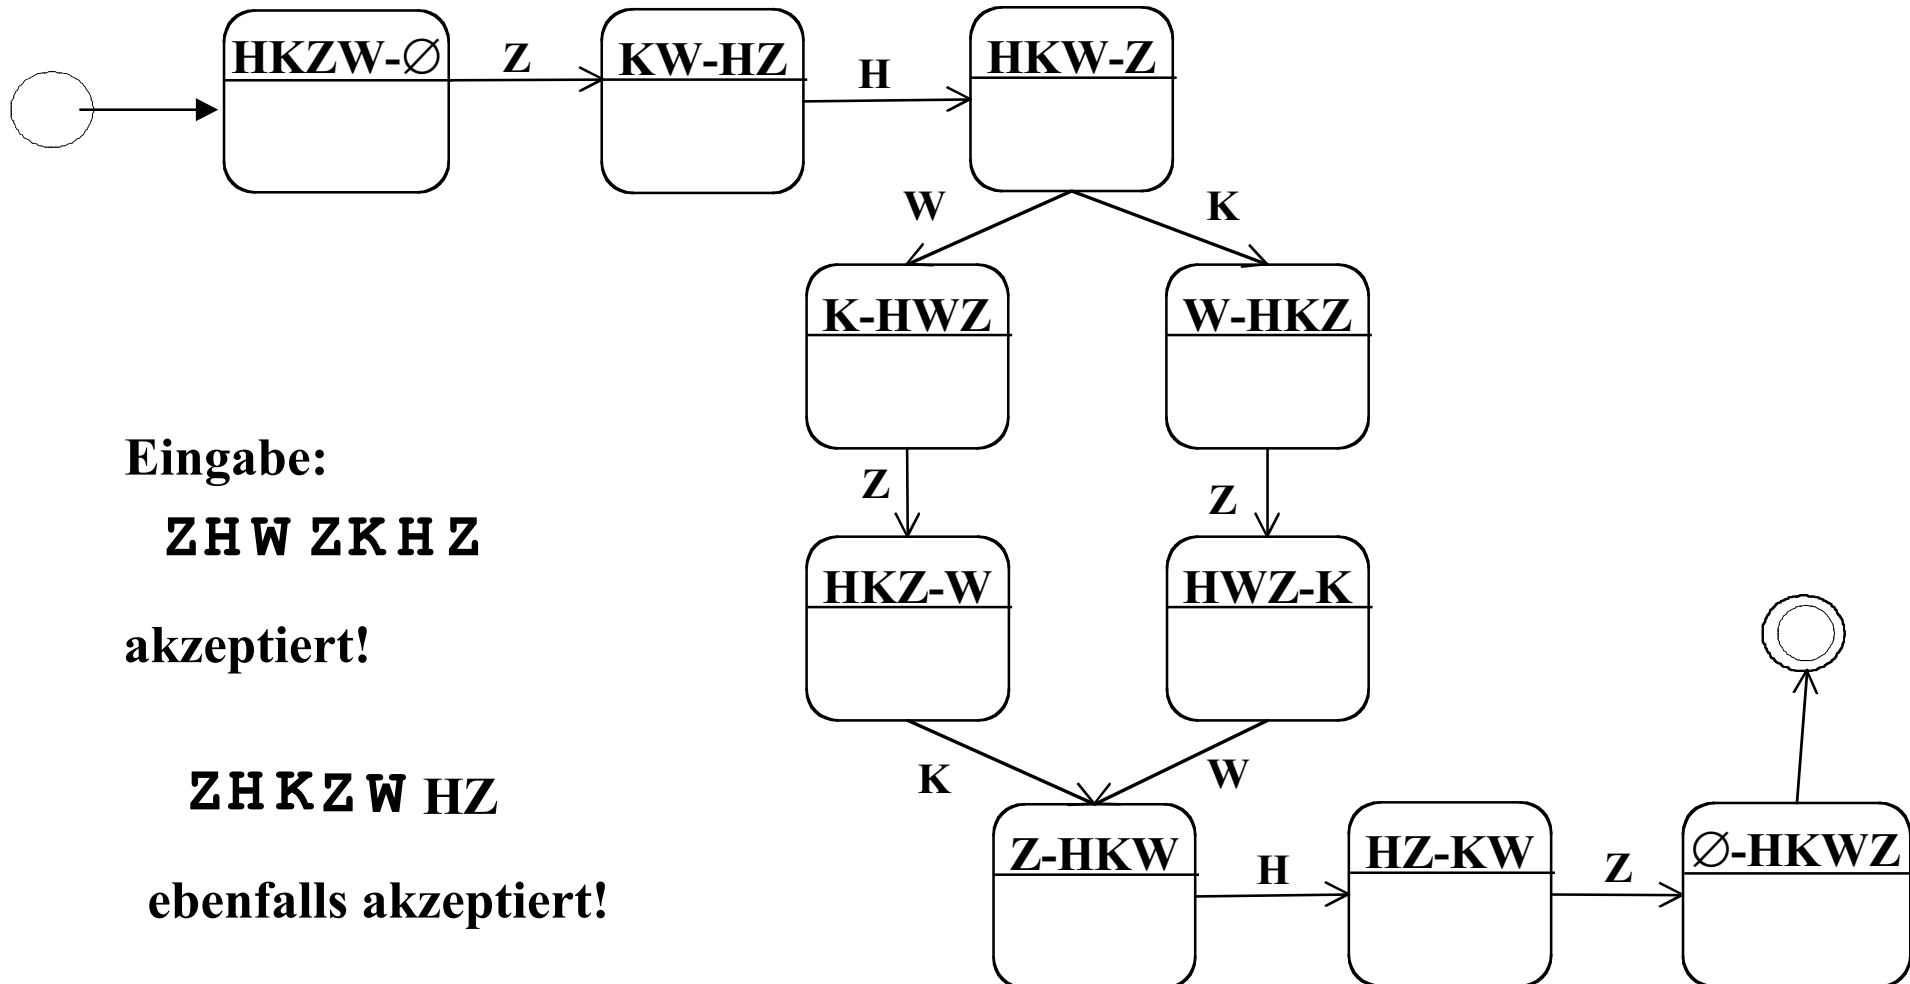 HKZW-∅ Z KW-HZ H HKW-Z
W K
K-HWZ W-HKZ
Z Z
HKZ-W HWZ-K
K W
Z-HKW H HZ-KW Z ∅-HKWZ
Eingabe:
ZHW ZKHZ
akzeptiert!
ZHKZW HZ
ebenfalls akzeptiert!